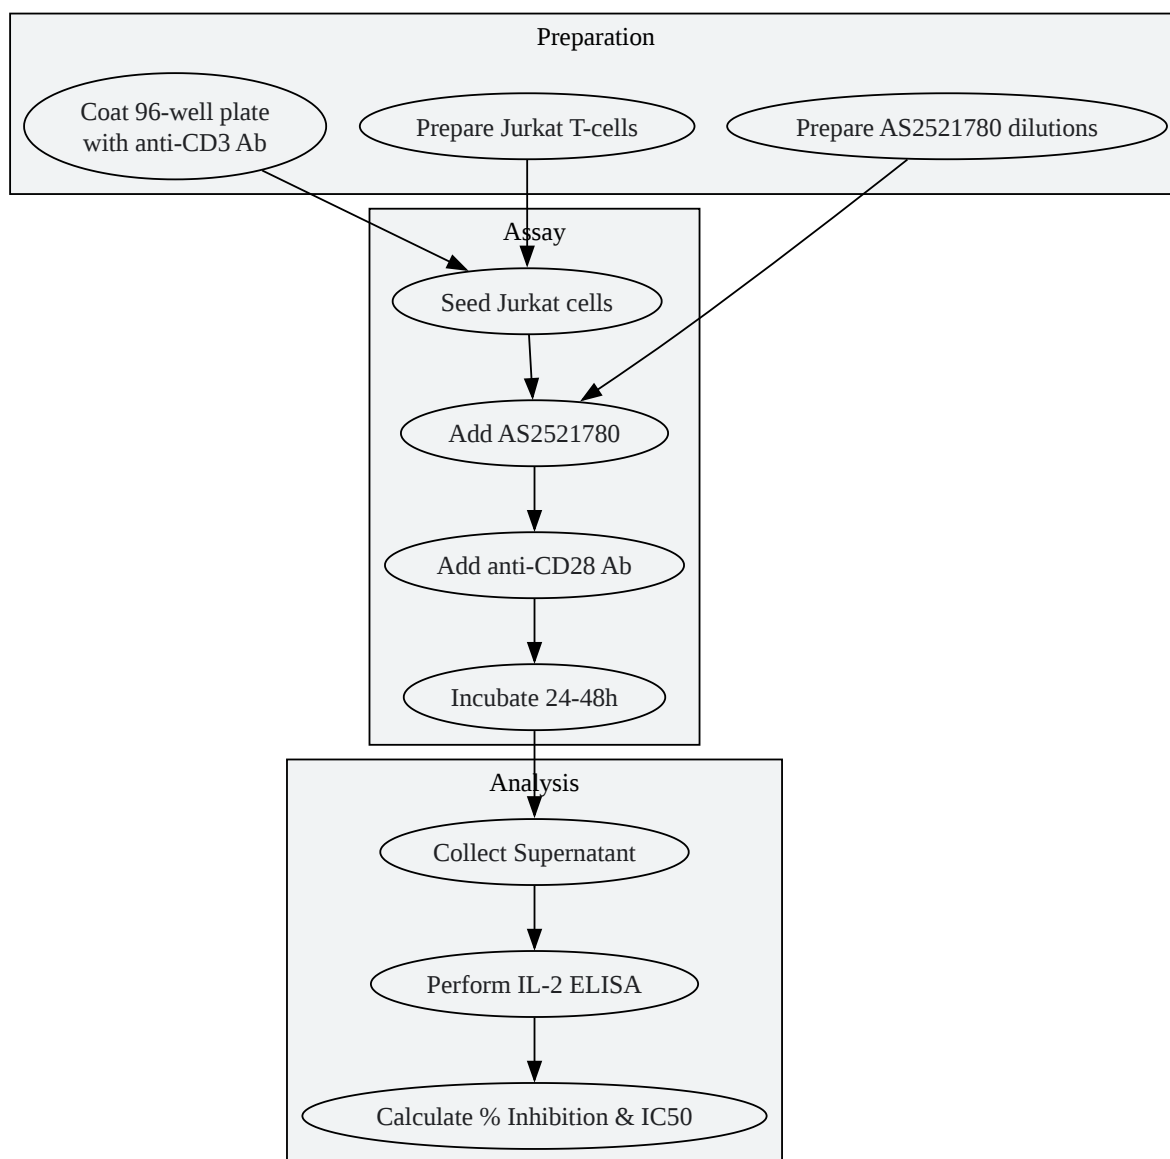 Preparation
Coat 96-well plate
with anti-CD3 Ab
Prepare Jurkat T-cells
Prepare AS2521780 dilutions
Assay
Seed Jurkat cells
Add AS2521780
Add anti-CD28 Ab
Incubate 24-48h
Analysis
Collect Supernatant
Perform IL-2 ELISA
Calculate % Inhibition & IC50